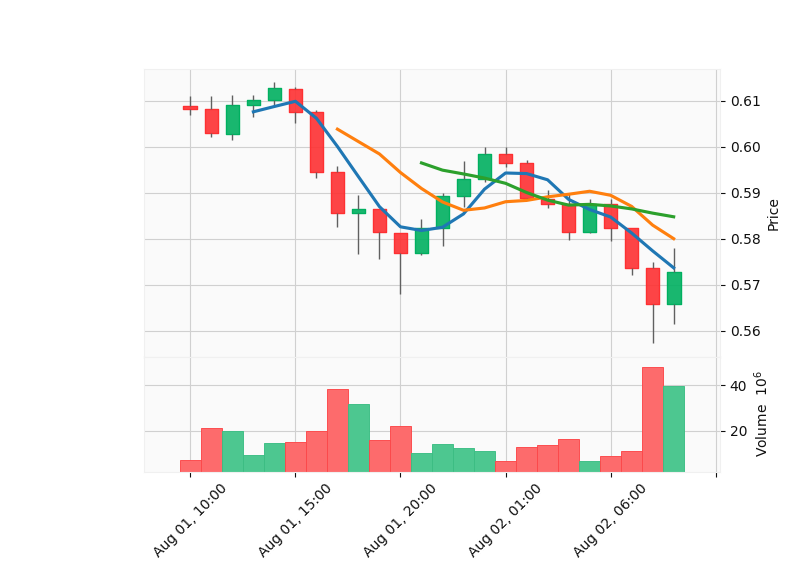 0.61
0.60
0.59
0.58
0.57
0.56
Price
40
20
Volume 10^6
Aug 01, 10:00
Aug 01, 15:00
Aug 01, 20:00
Aug 02, 01:00
Aug 02, 06:00